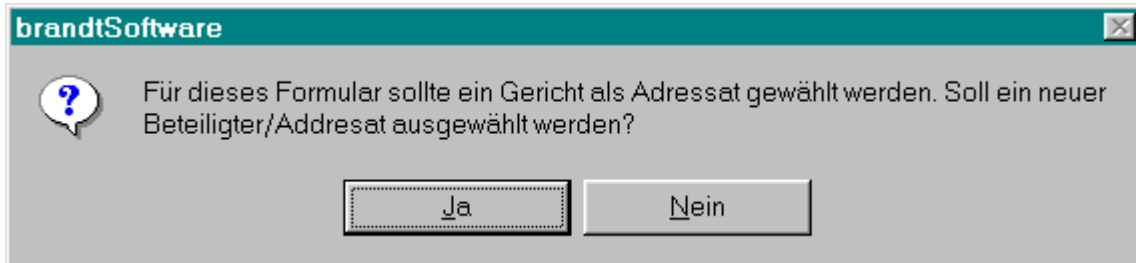 brandtSoftware
Für dieses Formular sollte ein Gericht als Adressat gewählt werden. Soll ein neuer
Beteiligter/Addresat ausgewählt werden?
Ja Nein